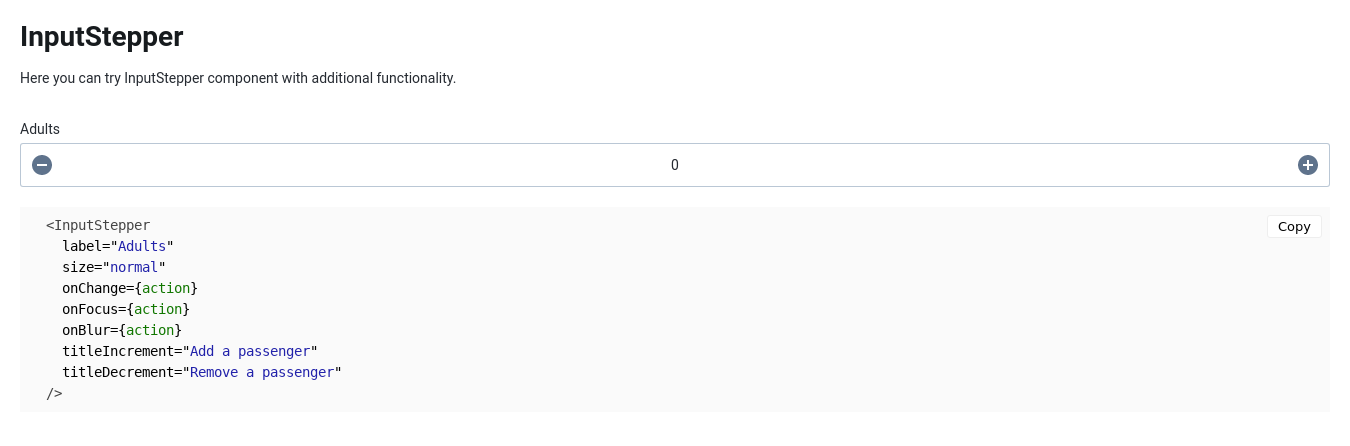 InputStepper
Here you can try InputStepper component with additional functionality.
Adults
0
Copy
<InputStepper
  label="Adults"
  size="normal"
  onChange={action}
  onFocus={action}
  onBlur={action}
  titleIncrement="Add a passenger"
  titleDecrement="Remove a passenger"
/>